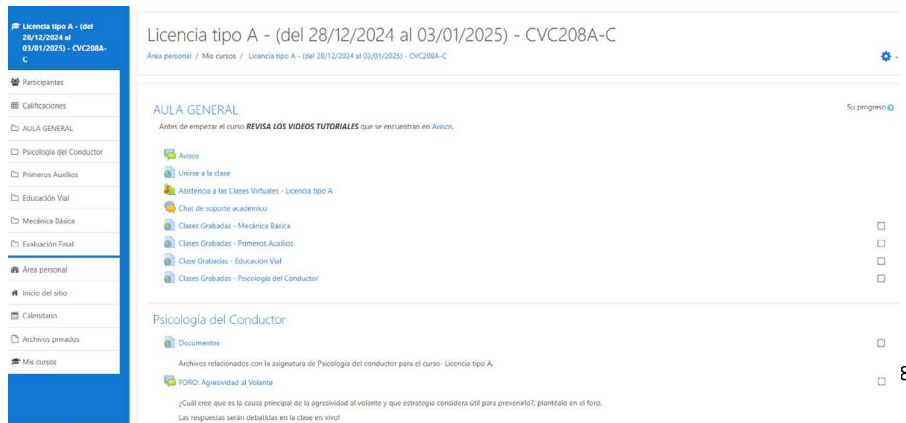 Licencia tipo A - (del
28/12/2024 al
03/01/2025) - CVC208A-
C
Participantes
Calificaciones
AULA GENERAL
Psicología del Conductor
Primeros Auxilios
Educación Vial
Mecánica Básica
Evaluación Final
Área personal
Inicio del sitio
Calendario
Archivos privados
Mis cursos
Licencia tipo A - (del 28/12/2024 al 03/01/2025) - CVC208A-C
Área personal / Mis cursos / Licencia tipo A - (del 28/12/2024 al 03/01/2025) - CVC208A-C
AULA GENERAL
Su progreso
Antes de empezar el curso REVISA LOS VIDEOS TUTORIALES que se encuentran en Avisos.
Avisos
Unirse a la clase
Asistencia a las Clases Virtuales - Licencia tipo A
Chat de soporte académico
Clases Grabadas - Mecánica Básica
Clases Grabadas - Primeros Auxilios
Clase Grabadas - Educación Vial
Clases Grabadas - Psicología del Conductor
Psicología del Conductor
Documentos
Archivos relacionados con la asignatura de Psicología del conductor para el curso- Licencia tipo A.
FORO: Agresividad al Volante
¿Cuál cree que es la causa principal de la agresividad al volante y que estrategia considera útil para prevenirlo?, plantéalo en el foro.
Las respuestas serán debatidas en la clase en vivo!